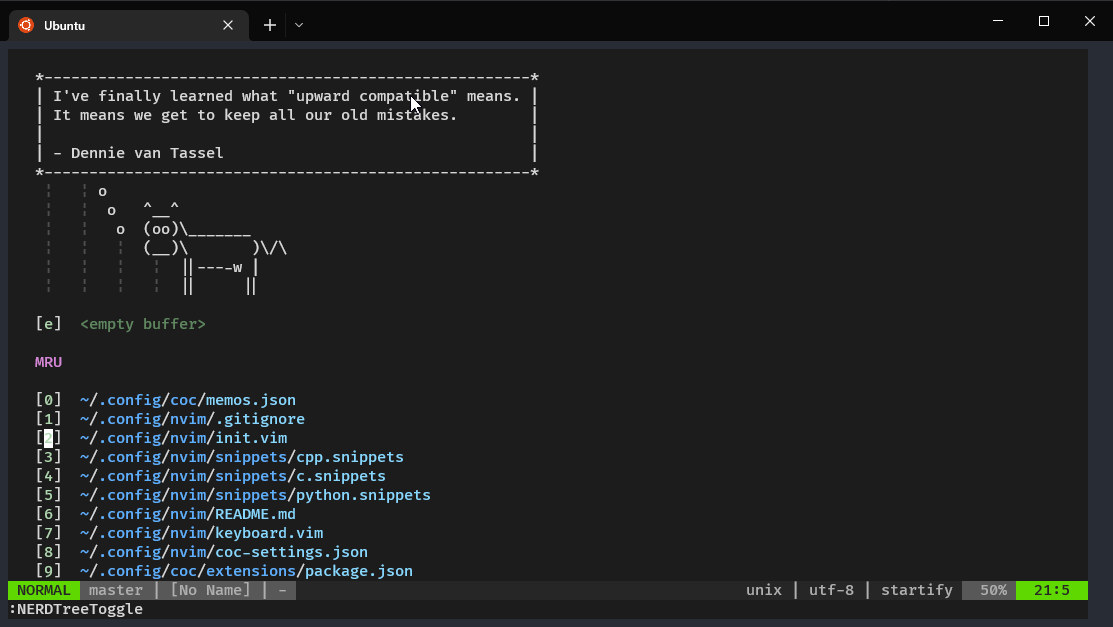 Ubuntu
*------------------------------------------------------*
| I've finally learned what "upward compatible" means. |
| It means we get to keep all our old mistakes.        |
|                                                      |
| - Dennie van Tassel                                  |
*------------------------------------------------------*
 ¦   ¦ o
 ¦   ¦  o   ^__^
 ¦   ¦   o  (oo)\_______
 ¦   ¦   ¦  (__)\       )\/\
 ¦   ¦   ¦   ¦  ||----w |
 ¦   ¦   ¦   ¦  ||     ||
[e]  <empty buffer>
MRU
[0]  ~/.config/coc/memos.json
[1]  ~/.config/nvim/.gitignore
[2]  ~/.config/nvim/init.vim
[3]  ~/.config/nvim/snippets/cpp.snippets
[4]  ~/.config/nvim/snippets/c.snippets
[5]  ~/.config/nvim/snippets/python.snippets
[6]  ~/.config/nvim/README.md
[7]  ~/.config/nvim/keyboard.vim
[8]  ~/.config/nvim/coc-settings.json
[9]  ~/.config/coc/extensions/package.json
NORMAL master | [No Name] | - unix | utf-8 | startify 50% 21:5
:NERDTreeToggle